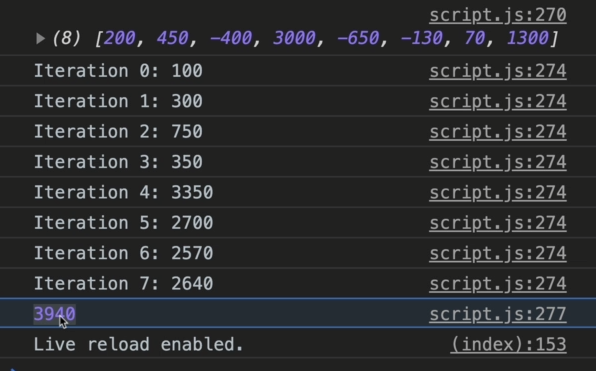 script.js:270
▶ (8) [200, 450, −400, 3000, −650, −130, 70, 1300]
Iteration 0: 100 script.js:274
Iteration 1: 300 script.js:274
Iteration 2: 750 script.js:274
Iteration 3: 350 script.js:274
Iteration 4: 3350 script.js:274
Iteration 5: 2700 script.js:274
Iteration 6: 2570 script.js:274
Iteration 7: 2640 script.js:274
3940 script.js:277
Live reload enabled. (index):153